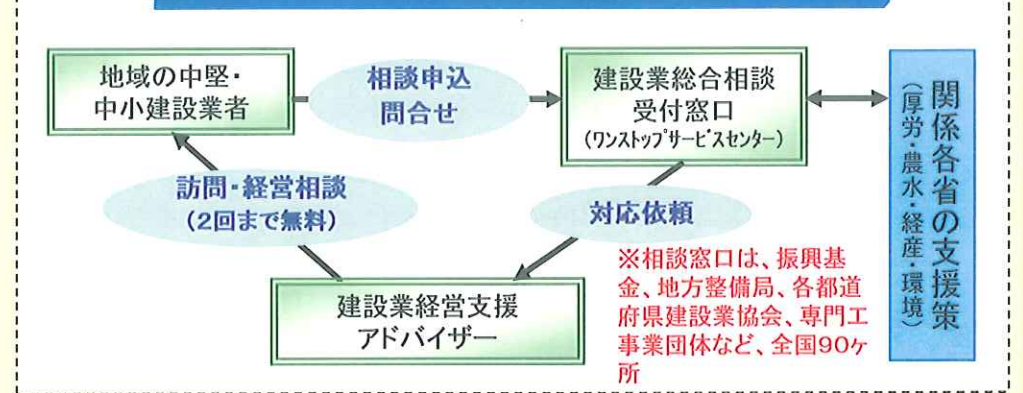 地域の中堅・
中小建設業者
相談申込
問合せ
建設業総合相談
受付窓口
(ワンストップサービスセンター)
関係各省の支援策
(厚労・農水・経産・環境)
訪問・経営相談
(2回まで無料)
対応依頼
建設業経営支援
アドバイザー
※相談窓口は、振興基
金、地方整備局、各都道
府県建設業協会、専門工
事業団体など、全国90ヶ
所